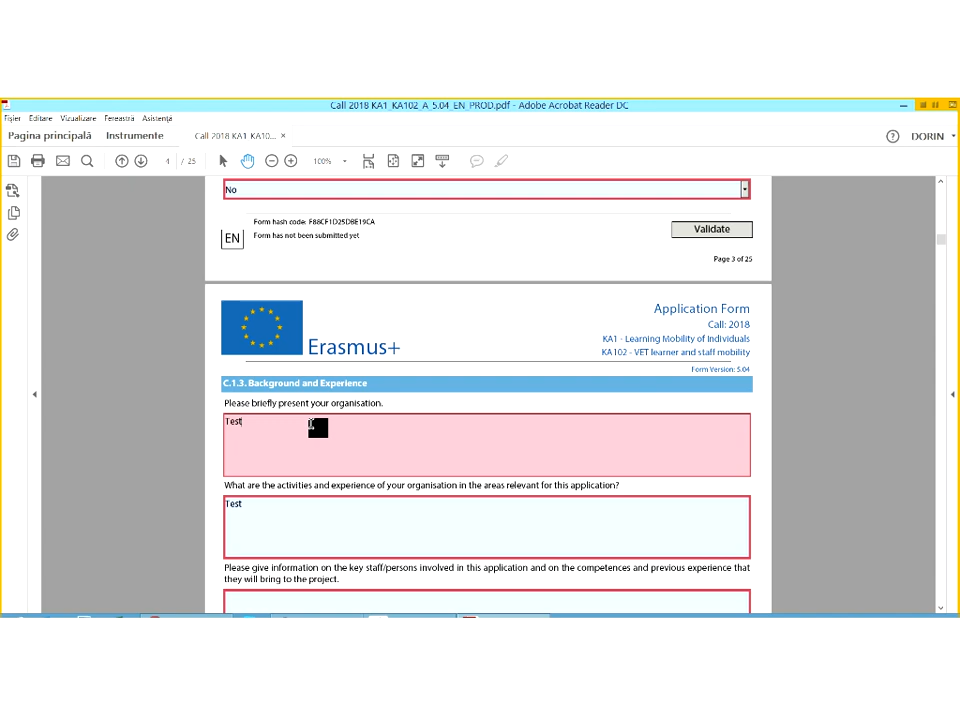 Call 2018 KA1_KA102_A_5.04_EN_PROD.pdf - Adobe Acrobat Reader DC
Fișier Editare Vizualizare Fereastră Asistență
Pagina principală Instrumente Call 2018 KA1_KA10... × DORIN
4 / 25 100%
No
Form hash code: F88CF1D25DBE19CA
EN Form has not been submitted yet Validate
Page 3 of 25
Application Form
Call: 2018
Erasmus+ KA1 - Learning Mobility of Individuals
KA102 - VET learner and staff mobility
Form Version: 5.04
C.1.3. Background and Experience
Please briefly present your organisation.
Test
What are the activities and experience of your organisation in the areas relevant for this application?
Test
Please give information on the key staff/persons involved in this application and on the competences and previous experience that
they will bring to the project.